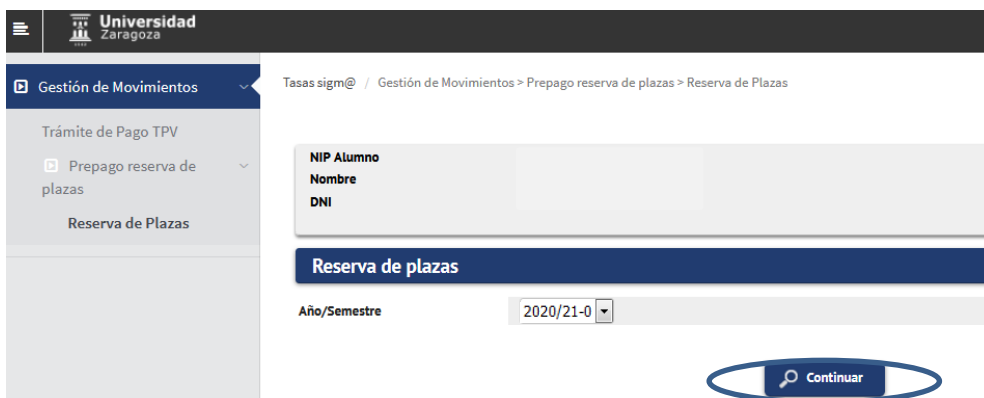 Universidad
Zaragoza
Gestión de Movimientos
Trámite de Pago TPV
Prepago reserva de
plazas
Reserva de Plazas
Tasas sigm@ / Gestión de Movimientos > Prepago reserva de plazas > Reserva de Plazas
NIP Alumno
Nombre
DNI
Reserva de plazas
Año/Semestre 2020/21-0
Continuar